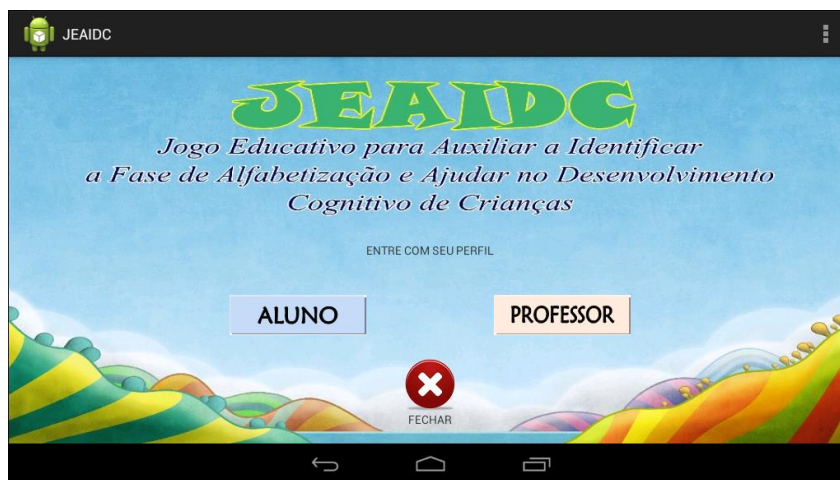 JEAIDC
JEAIDC
Jogo Educativo para Auxiliar a Identificar
a Fase de Alfabetização e Ajudar no Desenvolvimento
Cognitivo de Crianças
ENTRE COM SEU PERFIL
ALUNO
PROFESSOR
FECHAR